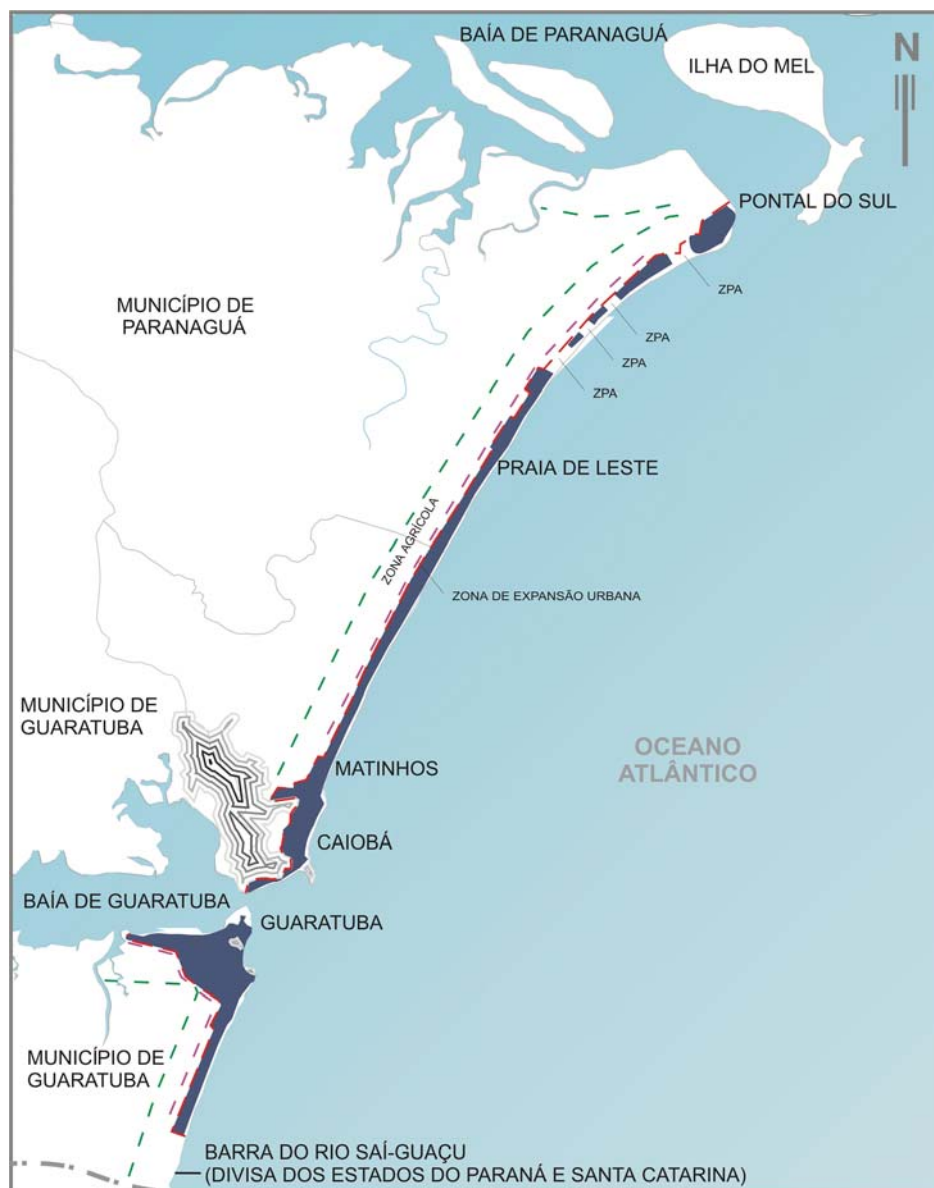 BAÍA DE PARANAGUÁ
ILHA DO MEL
N
PONTAL DO SUL
ZPA
MUNICÍPIO DE
PARANAGUÁ
ZPA
ZPA
ZPA
PRAIA DE LESTE
ZONA AGRÍCOLA
ZONA DE EXPANSÃO URBANA
MUNICÍPIO DE
GUARATUBA
OCEANO
ATLÂNTICO
MATINHOS
CAIOBÁ
BAÍA DE GUARATUBA
GUARATUBA
MUNICÍPIO DE
GUARATUBA
BARRA DO RIO SAÍ-GUAÇU
(DIVISA DOS ESTADOS DO PARANÁ E SANTA CATARINA)